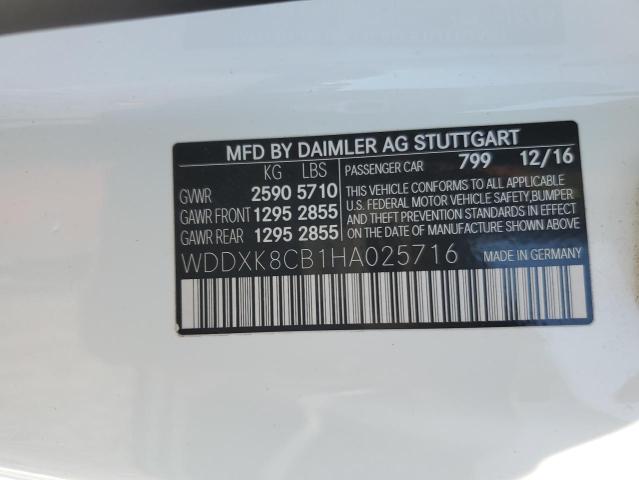 MFD BY DAIMLER AG STUTTGART
KG LBS
GVWR 2590 5710
GAWR FRONT 1295 2855
GAWR REAR 1295 2855
PASSENGER CAR 799 12/16
THIS VEHICLE CONFORMS TO ALL APPLICABLE
U.S. FEDERAL MOTOR VEHICLE SAFETY, BUMPER
AND THEFT PREVENTION STANDARDS IN EFFECT
ON THE DATE OF MANUFACTURE SHOWN ABOVE
WDDXK8CB1HA025716 MADE IN GERMANY